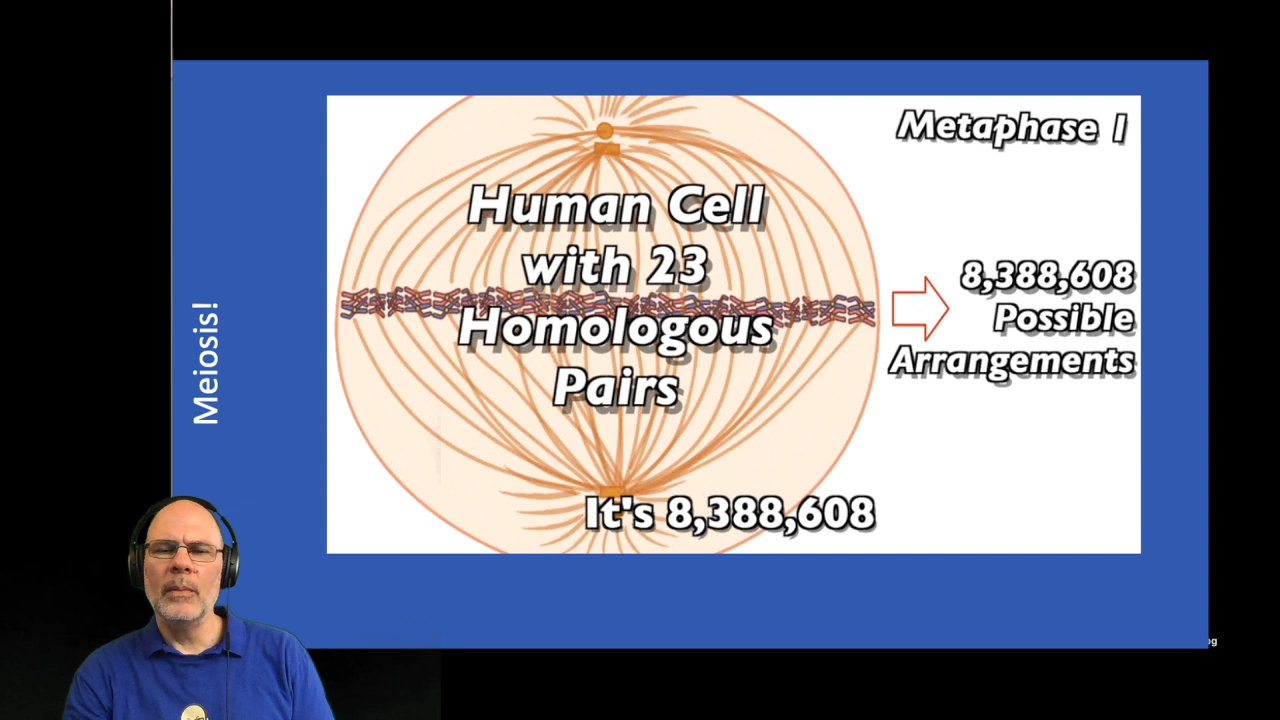 Meiosis!
Metaphase I
Human Cell
with 23
Homologous
Pairs
8,388,608
Possible
Arrangements
It's 8,388,608